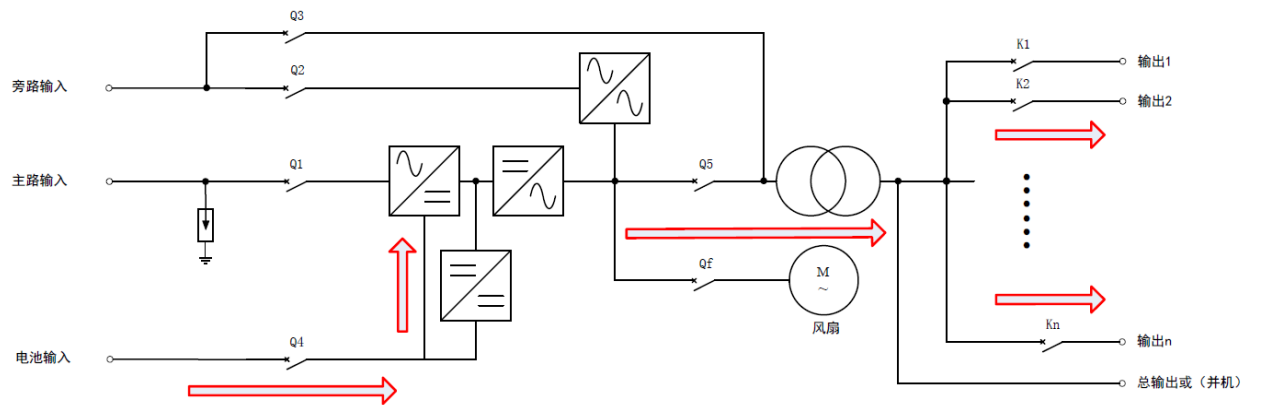 Q3
旁路输入
Q2
主路输入
Q1
Q5
K1
输出1
K2
输出2
Qf
M
~
风扇
电池输入
Q4
Kn
输出n
总输出或（并机）